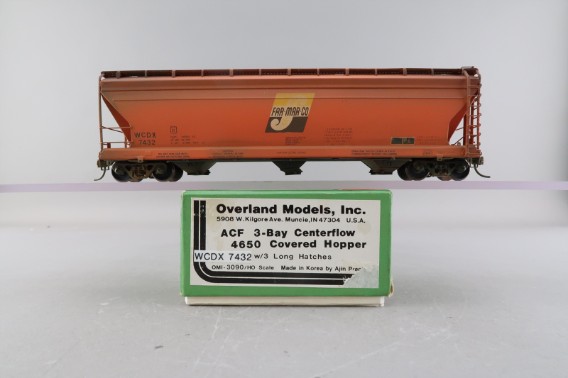 FAR-MAR-CO
WCDX
7432
Overland Models, Inc.
5908 W. Kilgore Ave. Muncie, IN 47304 U.S.A.
ACF 3-Bay Centerflow
4650 Covered Hopper
WCDX 7432 w/3 Long Hatches
OMI-3090/HO Scale Made in Korea by Ajin